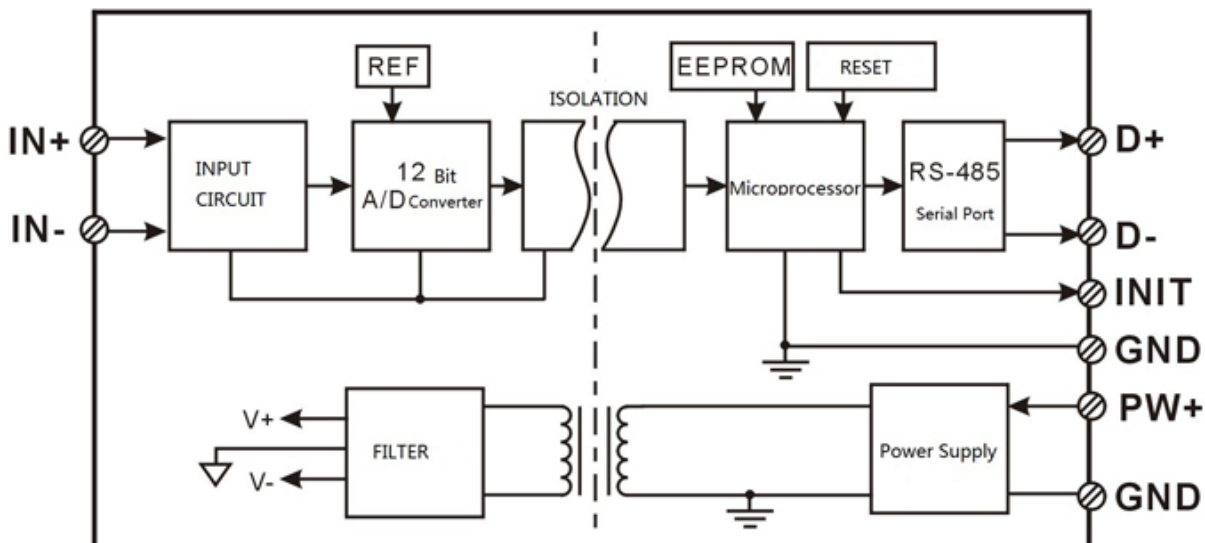 REF
EEPROM
RESET
ISOLATION
IN+
INPUT
CIRCUIT
12 Bit
A/D Converter
Microprocessor
RS-485
Serial Port
D+
IN-
D-
INIT
GND
V+
V-
FILTER
Power Supply
PW+
GND